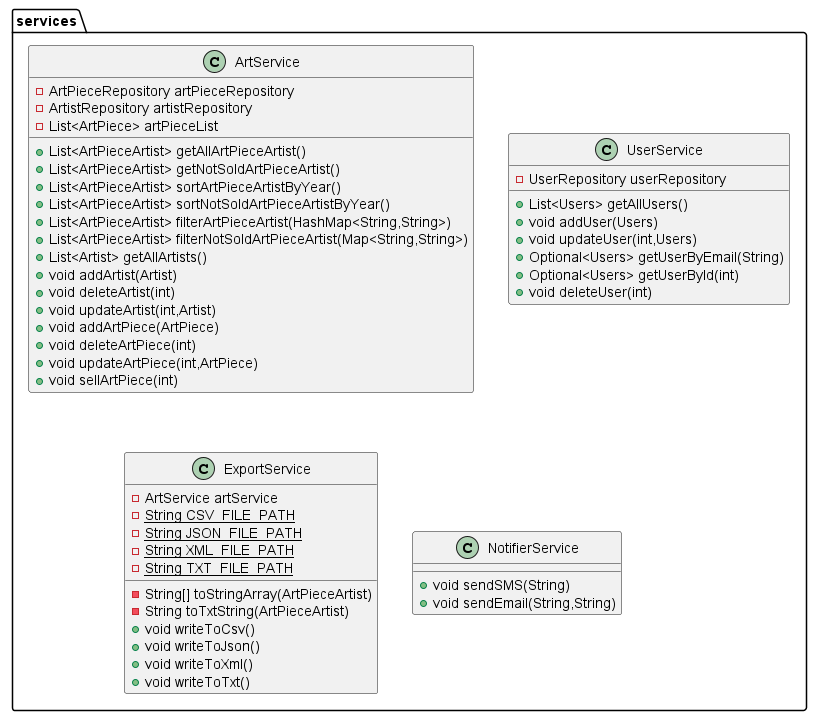 services
C ArtService
ArtPieceRepository artPieceRepository
ArtistRepository artistRepository
List<ArtPiece> artPieceList
List<ArtPieceArtist> getAllArtPieceArtist()
List<ArtPieceArtist> getNotSoldArtPieceArtist()
List<ArtPieceArtist> sortArtPieceArtistByYear()
List<ArtPieceArtist> sortNotSoldArtPieceArtistByYear()
List<ArtPieceArtist> filterArtPieceArtist(HashMap<String,String>)
List<ArtPieceArtist> filterNotSoldArtPieceArtist(Map<String,String>)
List<Artist> getAllArtists()
void addArtist(Artist)
void deleteArtist(int)
void updateArtist(int,Artist)
void addArtPiece(ArtPiece)
void deleteArtPiece(int)
void updateArtPiece(int,ArtPiece)
void sellArtPiece(int)
C UserService
UserRepository userRepository
List<Users> getAllUsers()
void addUser(Users)
void updateUser(int,Users)
Optional<Users> getUserByEmail(String)
Optional<Users> getUserById(int)
void deleteUser(int)
C ExportService
ArtService artService
String CSV_FILE_PATH
String JSON_FILE_PATH
String XML_FILE_PATH
String TXT_FILE_PATH
String[] toStringArray(ArtPieceArtist)
String toTxtString(ArtPieceArtist)
void writeToCsv()
void writeToJson()
void writeToXml()
void writeToTxt()
C NotifierService
void sendSMS(String)
void sendEmail(String,String)